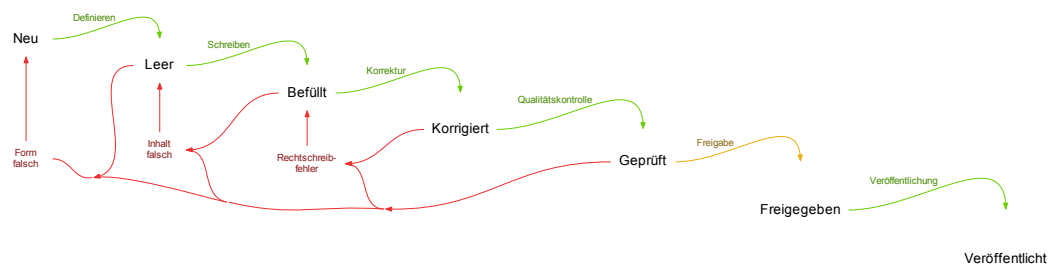 Definieren
Neu
Schreiben
Leer
Korrektur
Befüllt
Qualitätskontrolle
Korrigiert
Freigabe
Form
falsch
Inhalt
falsch
Rechtschreib-
fehler
Geprüft
Veröffentlichung
Freigegeben
Veröffentlicht